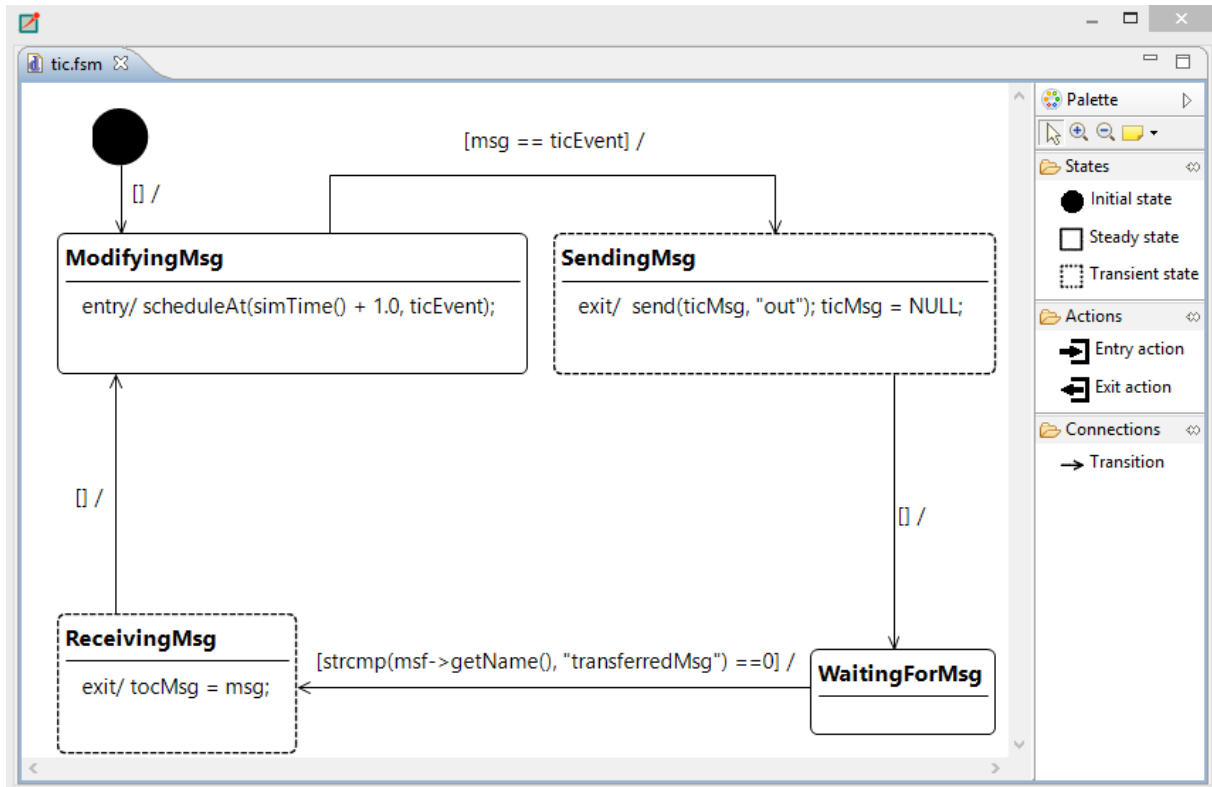 tic.fsm
[msg == ticEvent] /
[] /
ModifyingMsg
entry/ scheduleAt(simTime() + 1.0, ticEvent);
SendingMsg
exit/ send(ticMsg, "out"); ticMsg = NULL;
[] /
[] /
ReceivingMsg
exit/ tocMsg = msg;
[strcmp(msf->getName(), "transferredMsg") ==0] /
WaitingForMsg
Palette
States
Initial state
Steady state
Transient state
Actions
Entry action
Exit action
Connections
Transition